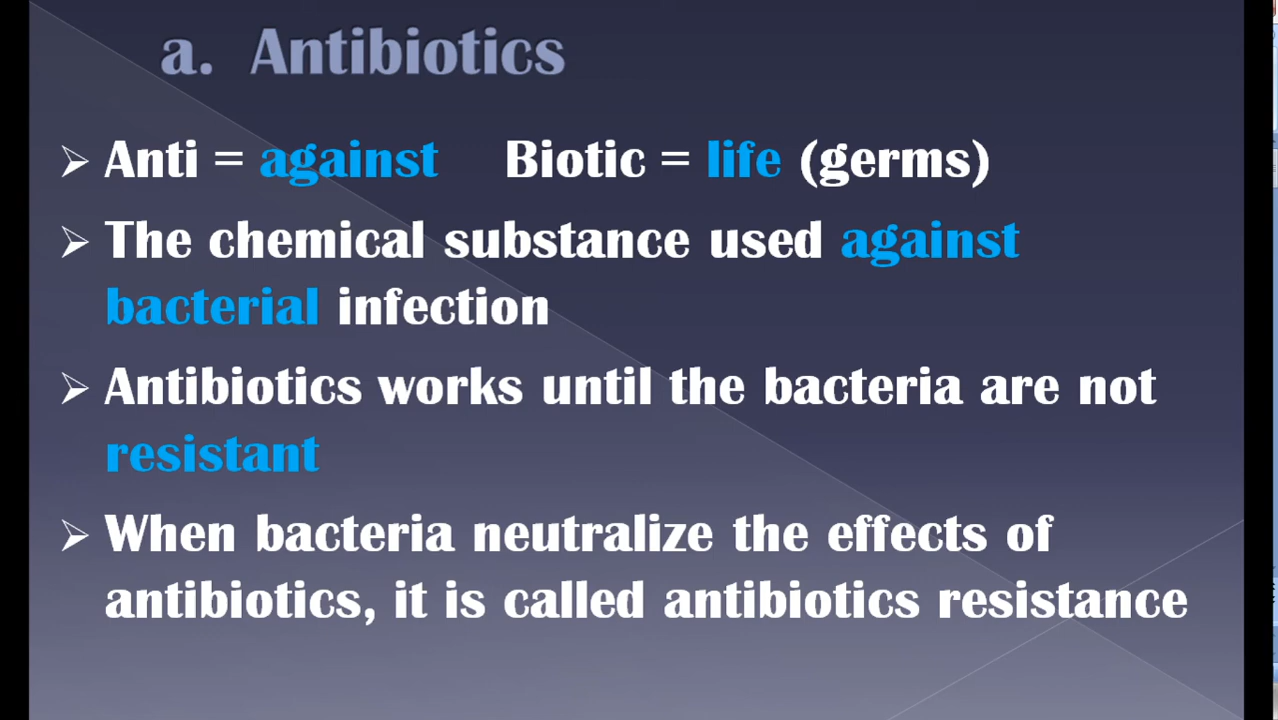 a. Antibiotics
Anti = against Biotic = life (germs)
The chemical substance used against
bacterial infection
Antibiotics works until the bacteria are not
resistant
When bacteria neutralize the effects of
antibiotics, it is called antibiotics resistance